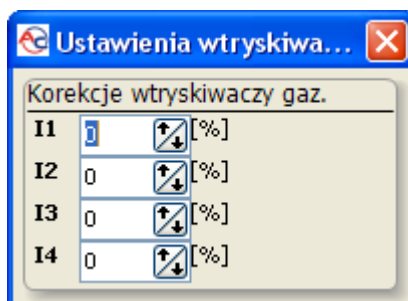 Ustawienia wtryskiwa...
Korekcje wtryskiwaczy gaz.
I1 0 [%]
I2 0 [%]
I3 0 [%]
I4 0 [%]